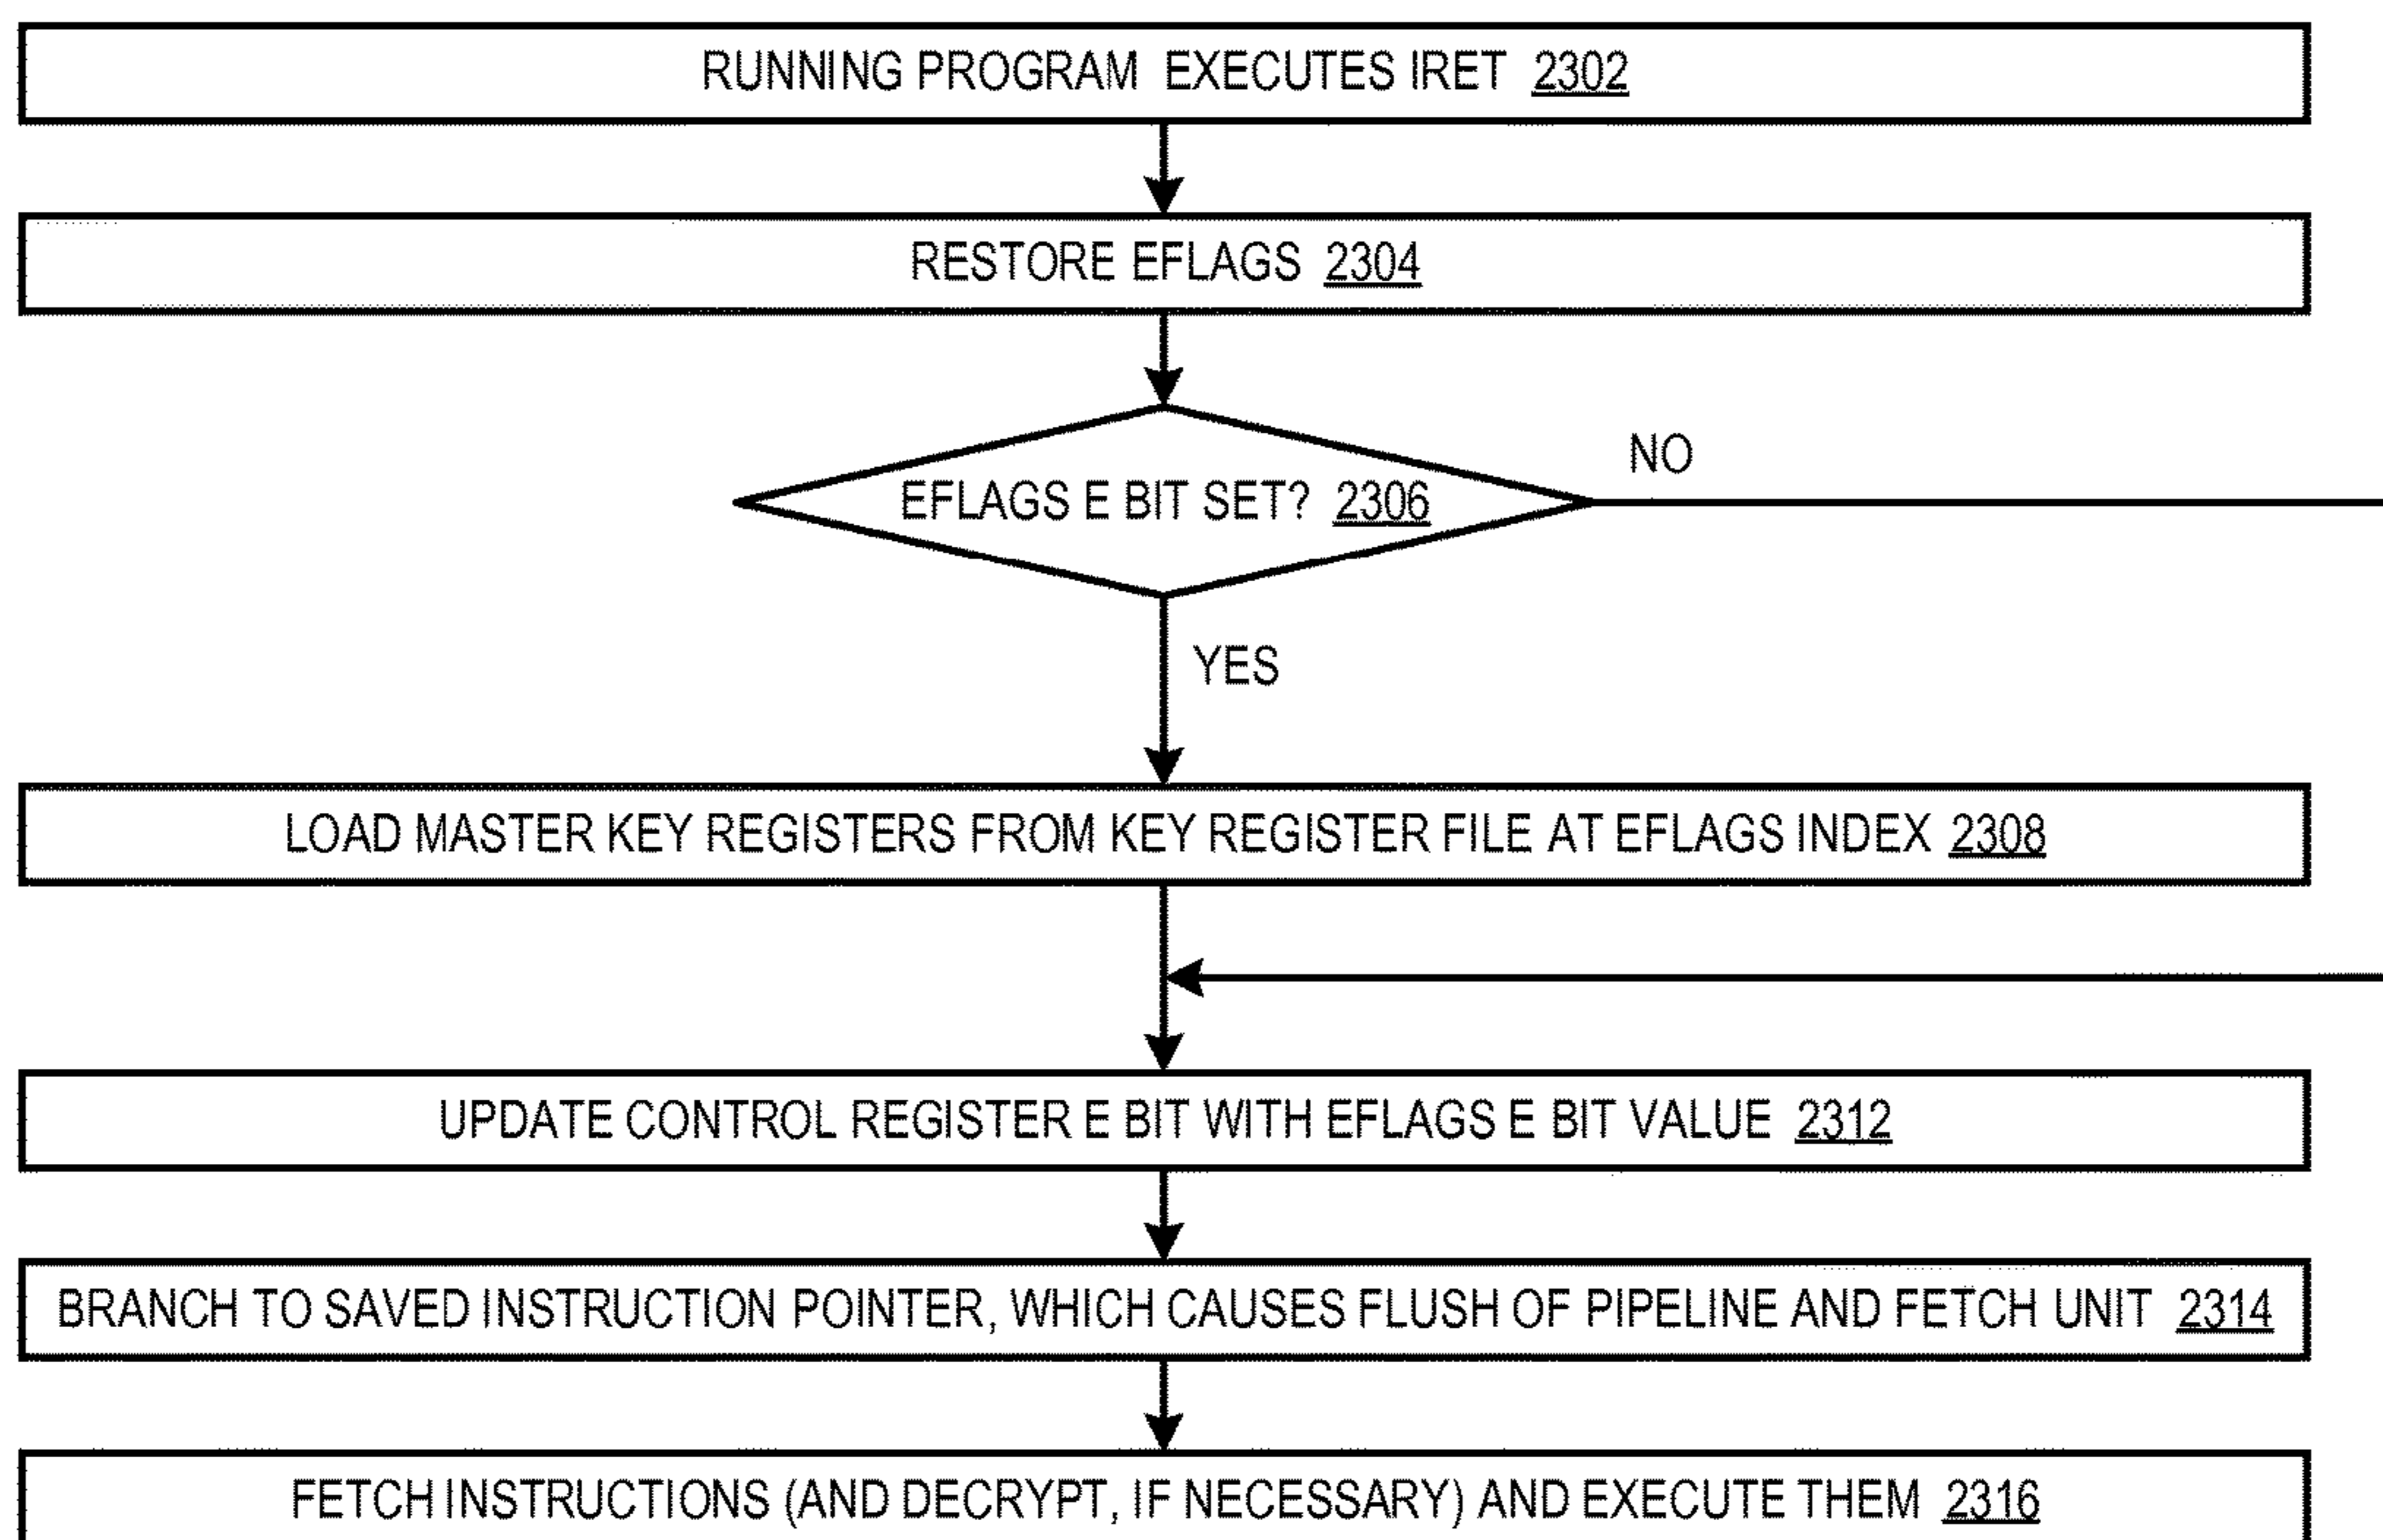 RUNNING PROGRAM EXECUTES IRET 2302
RESTORE EFLAGS 2304
NO
EFLAGS E BIT SET? 2306
YES
LOAD MASTER KEY REGISTERS FROM KEY REGISTER FILE AT EFLAGS INDEX 2308
UPDATE CONTROL REGISTER E BIT WITH EFLAGS E BIT VALUE 2312
BRANCH TO SAVED INSTRUCTION POINTER, WHICH CAUSES FLUSH OF PIPELINE AND FETCH UNIT 2314
FETCH INSTRUCTIONS (AND DECRYPT, IF NECESSARY) AND EXECUTE THEM 2316